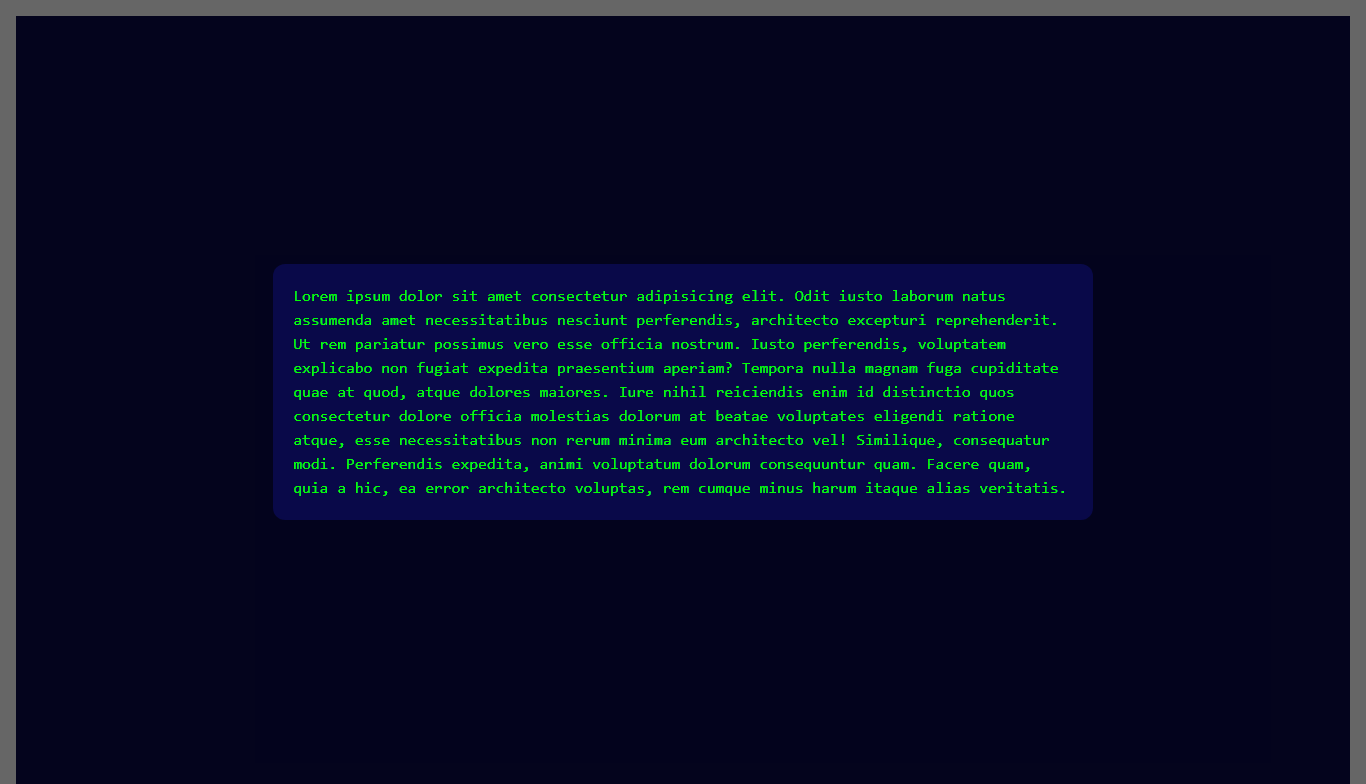 Lorem ipsum dolor sit amet consectetur adipisicing elit. Odit iusto laborum natus
assumenda amet necessitatibus nesciunt perferendis, architecto excepturi reprehenderit.
Ut rem pariatur possimus vero esse officia nostrum. Iusto perferendis, voluptatem
explicabo non fugiat expedita praesentium aperiam? Tempora nulla magnam fuga cupiditate
quae at quod, atque dolores maiores. Iure nihil reiciendis enim id distinctio quos
consectetur dolore officia molestias dolorum at beatae voluptates eligendi ratione
atque, esse necessitatibus non rerum minima eum architecto vel! Similique, consequatur
modi. Perferendis expedita, animi voluptatum dolorum consequuntur quam. Facere quam,
quia a hic, ea error architecto voluptas, rem cumque minus harum itaque alias veritatis.